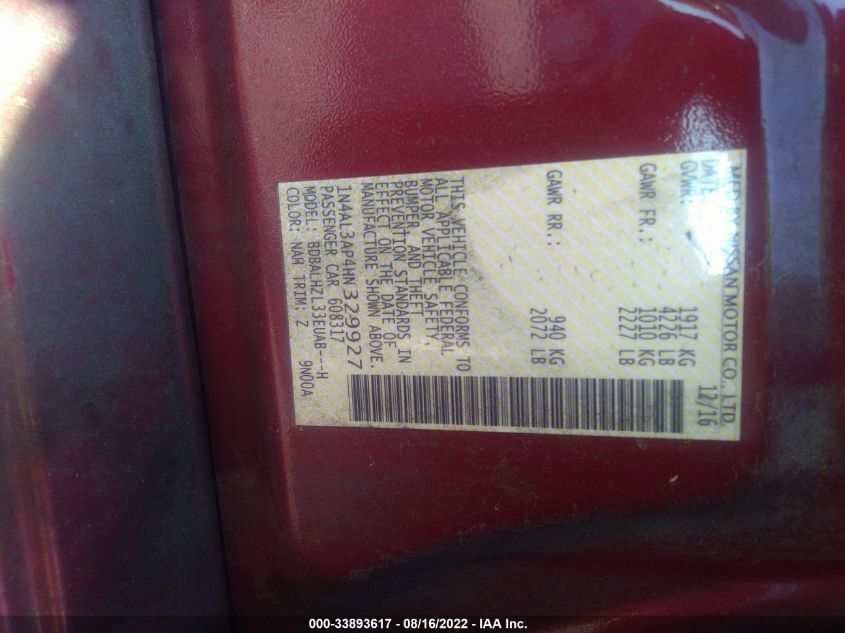 MFD BY NISSAN MOTOR CO., LTD.
DATE 12/16
GVWR: 1917 KG
4226 LB
GAWR FR.: 1010 KG
2227 LB
GAWR RR.: 940 KG
2072 LB
THIS VEHICLE CONFORMS TO
ALL APPLICABLE FEDERAL
MOTOR VEHICLE SAFETY,
BUMPER, AND THEFT
PREVENTION STANDARDS IN
EFFECT ON THE DATE OF
MANUFACTURE SHOWN ABOVE.
1N4AL3AP4HN329927
PASSENGER CAR 608317
MODEL: BDBALHZL33EUAB---H
COLOR: NAH TRIM: Z 9N00A
000-33893617 - 08/16/2022 - IAA Inc.